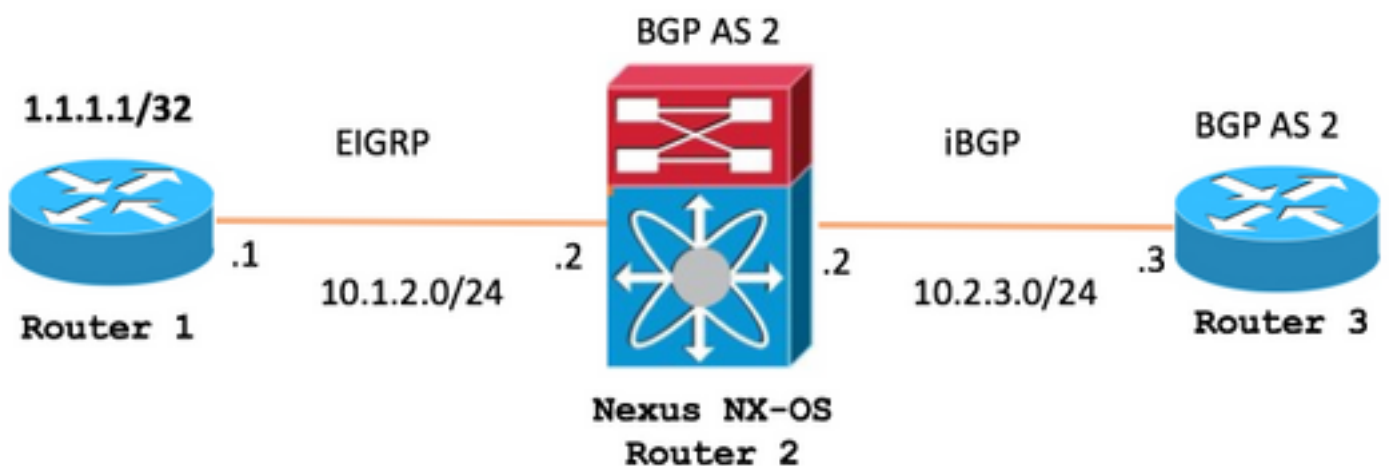 BGP AS 2
1.1.1.1/32
EIGRP
iBGP
BGP AS 2
.1
10.1.2.0/24
.2
.2
10.2.3.0/24
.3
Router 1
Nexus NX-OS
Router 2
Router 3